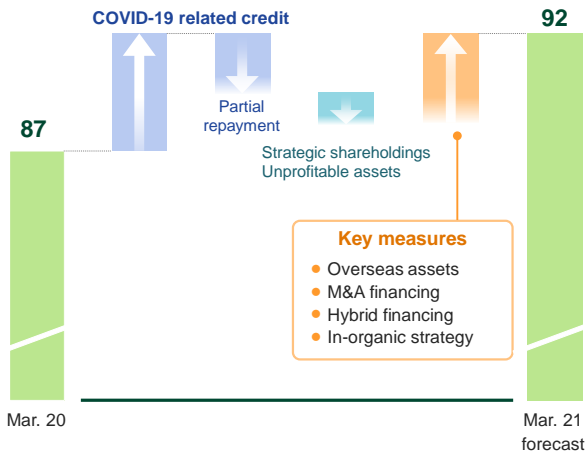 COVID-19 related credit
92
Partial
repayment
87
Strategic shareholdings
Unprofitable assets
Key measures
Overseas assets
M&A financing
Hybrid financing
In-organic strategy
Mar. 20
Mar. 21
forecast